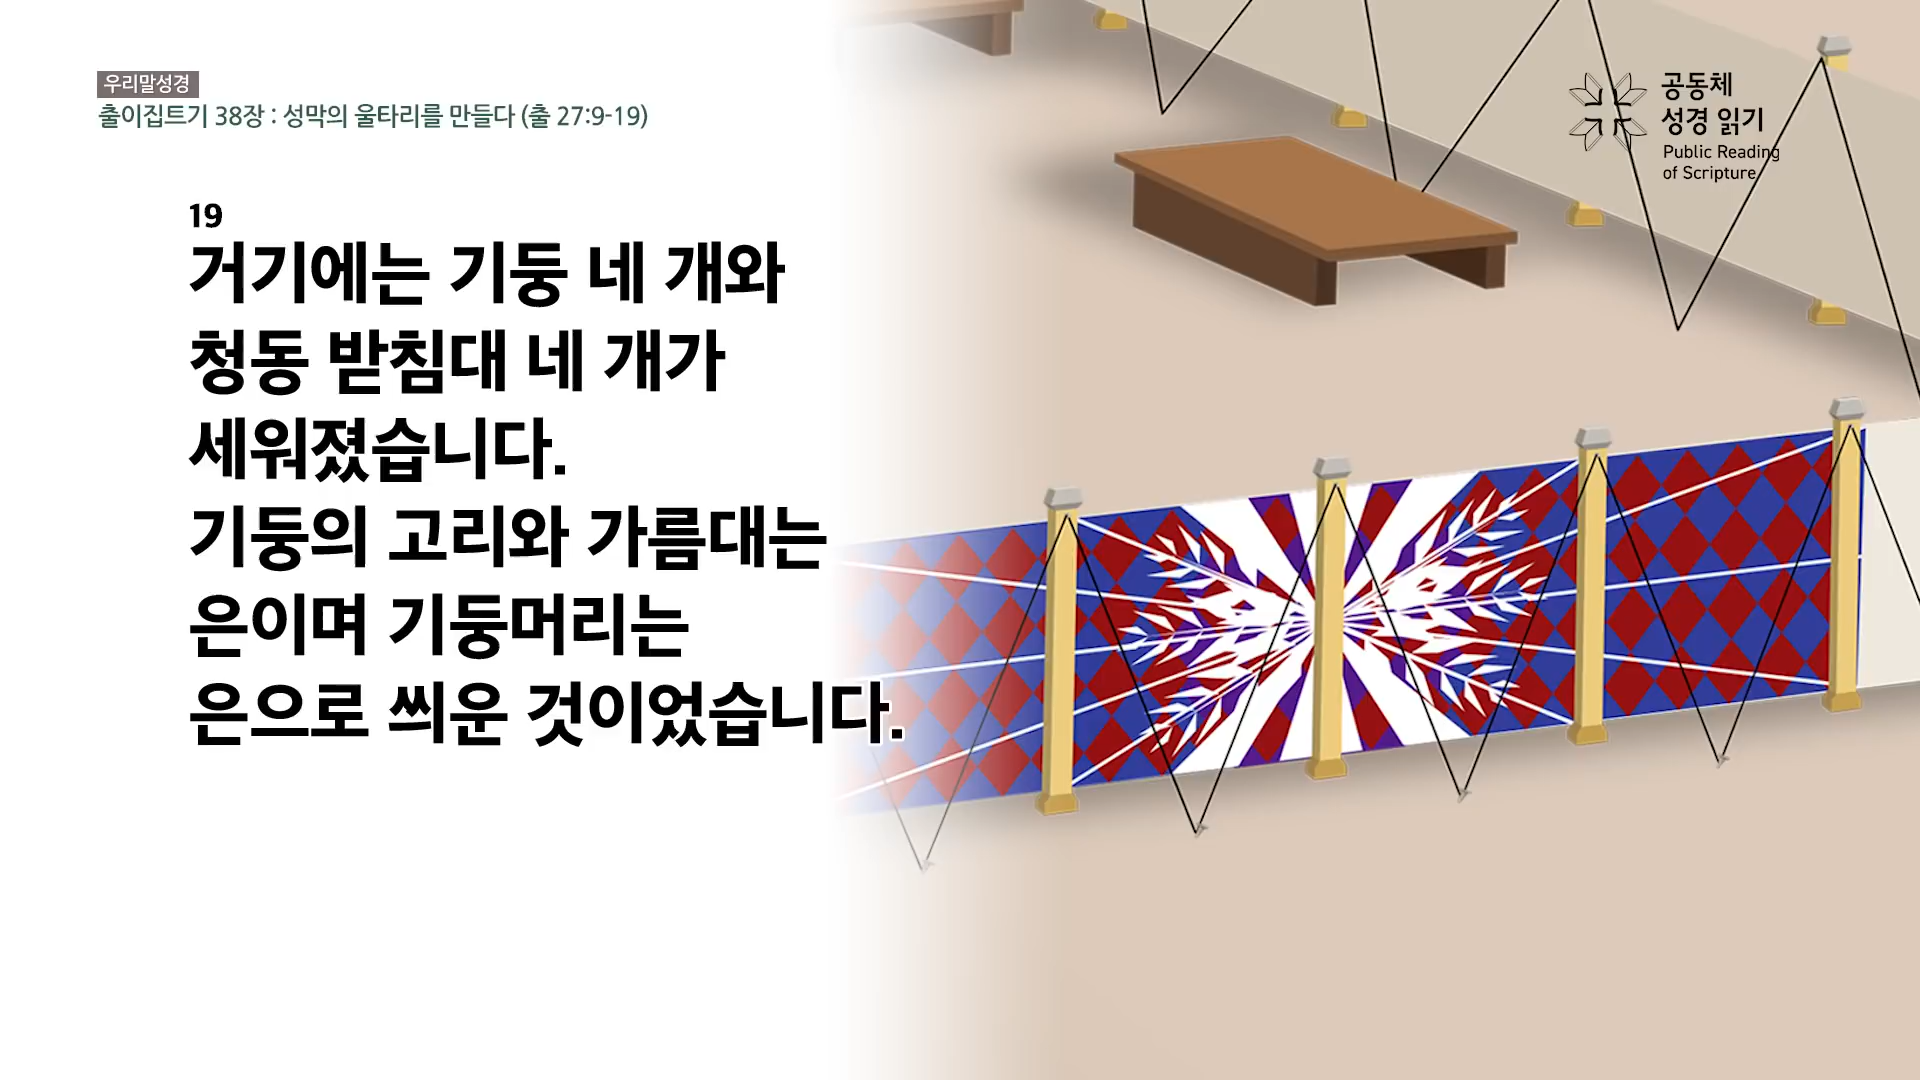 우리말성경
출이집트기 38장 : 성막의 울타리를 만들다 (출 27:9-19)
공동체
성경 읽기
Public Reading
of Scripture
19
거기에는 기둥 네 개와
청동 받침대 네 개가
세워졌습니다.
기둥의 고리와 가름대는
은이며 기둥머리는
은으로 씌운 것이었습니다.